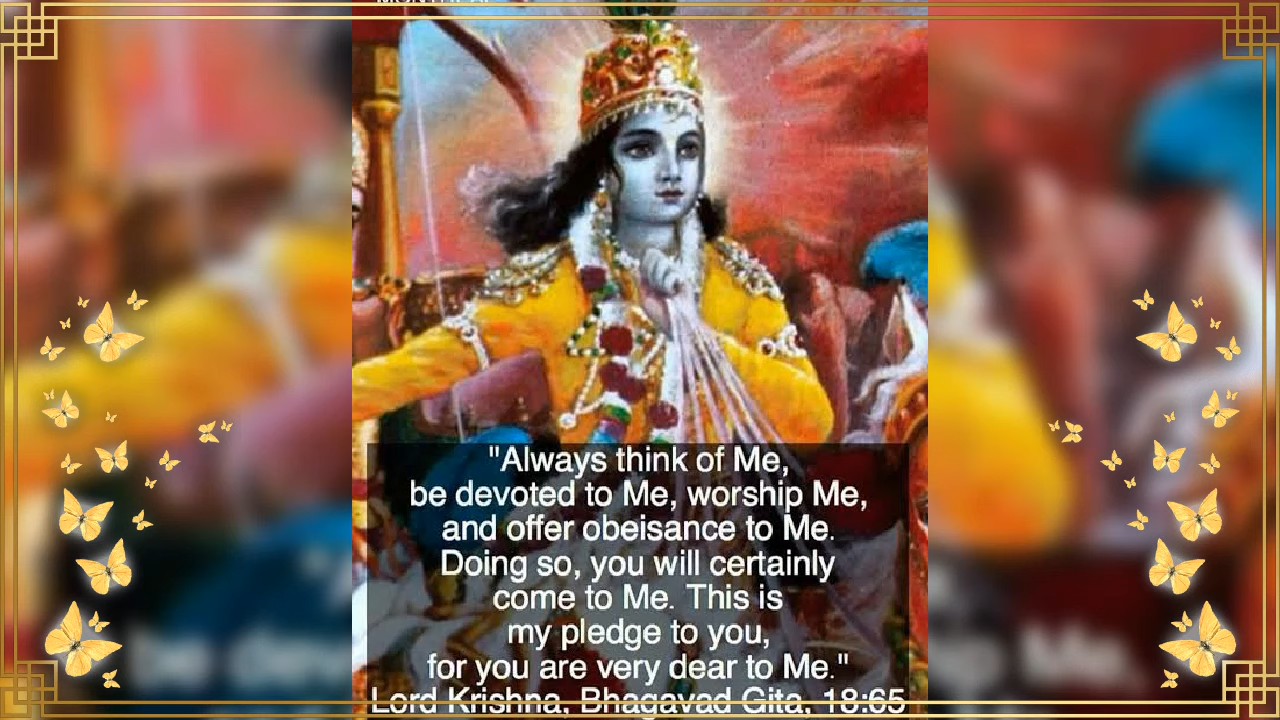 "Always think of Me,
be devoted to Me, worship Me,
and offer obeisance to Me.
Doing so, you will certainly
come to Me. This is
my pledge to you,
for you are very dear to Me."
Lord Krishna, Bhagavad Gita, 18:65